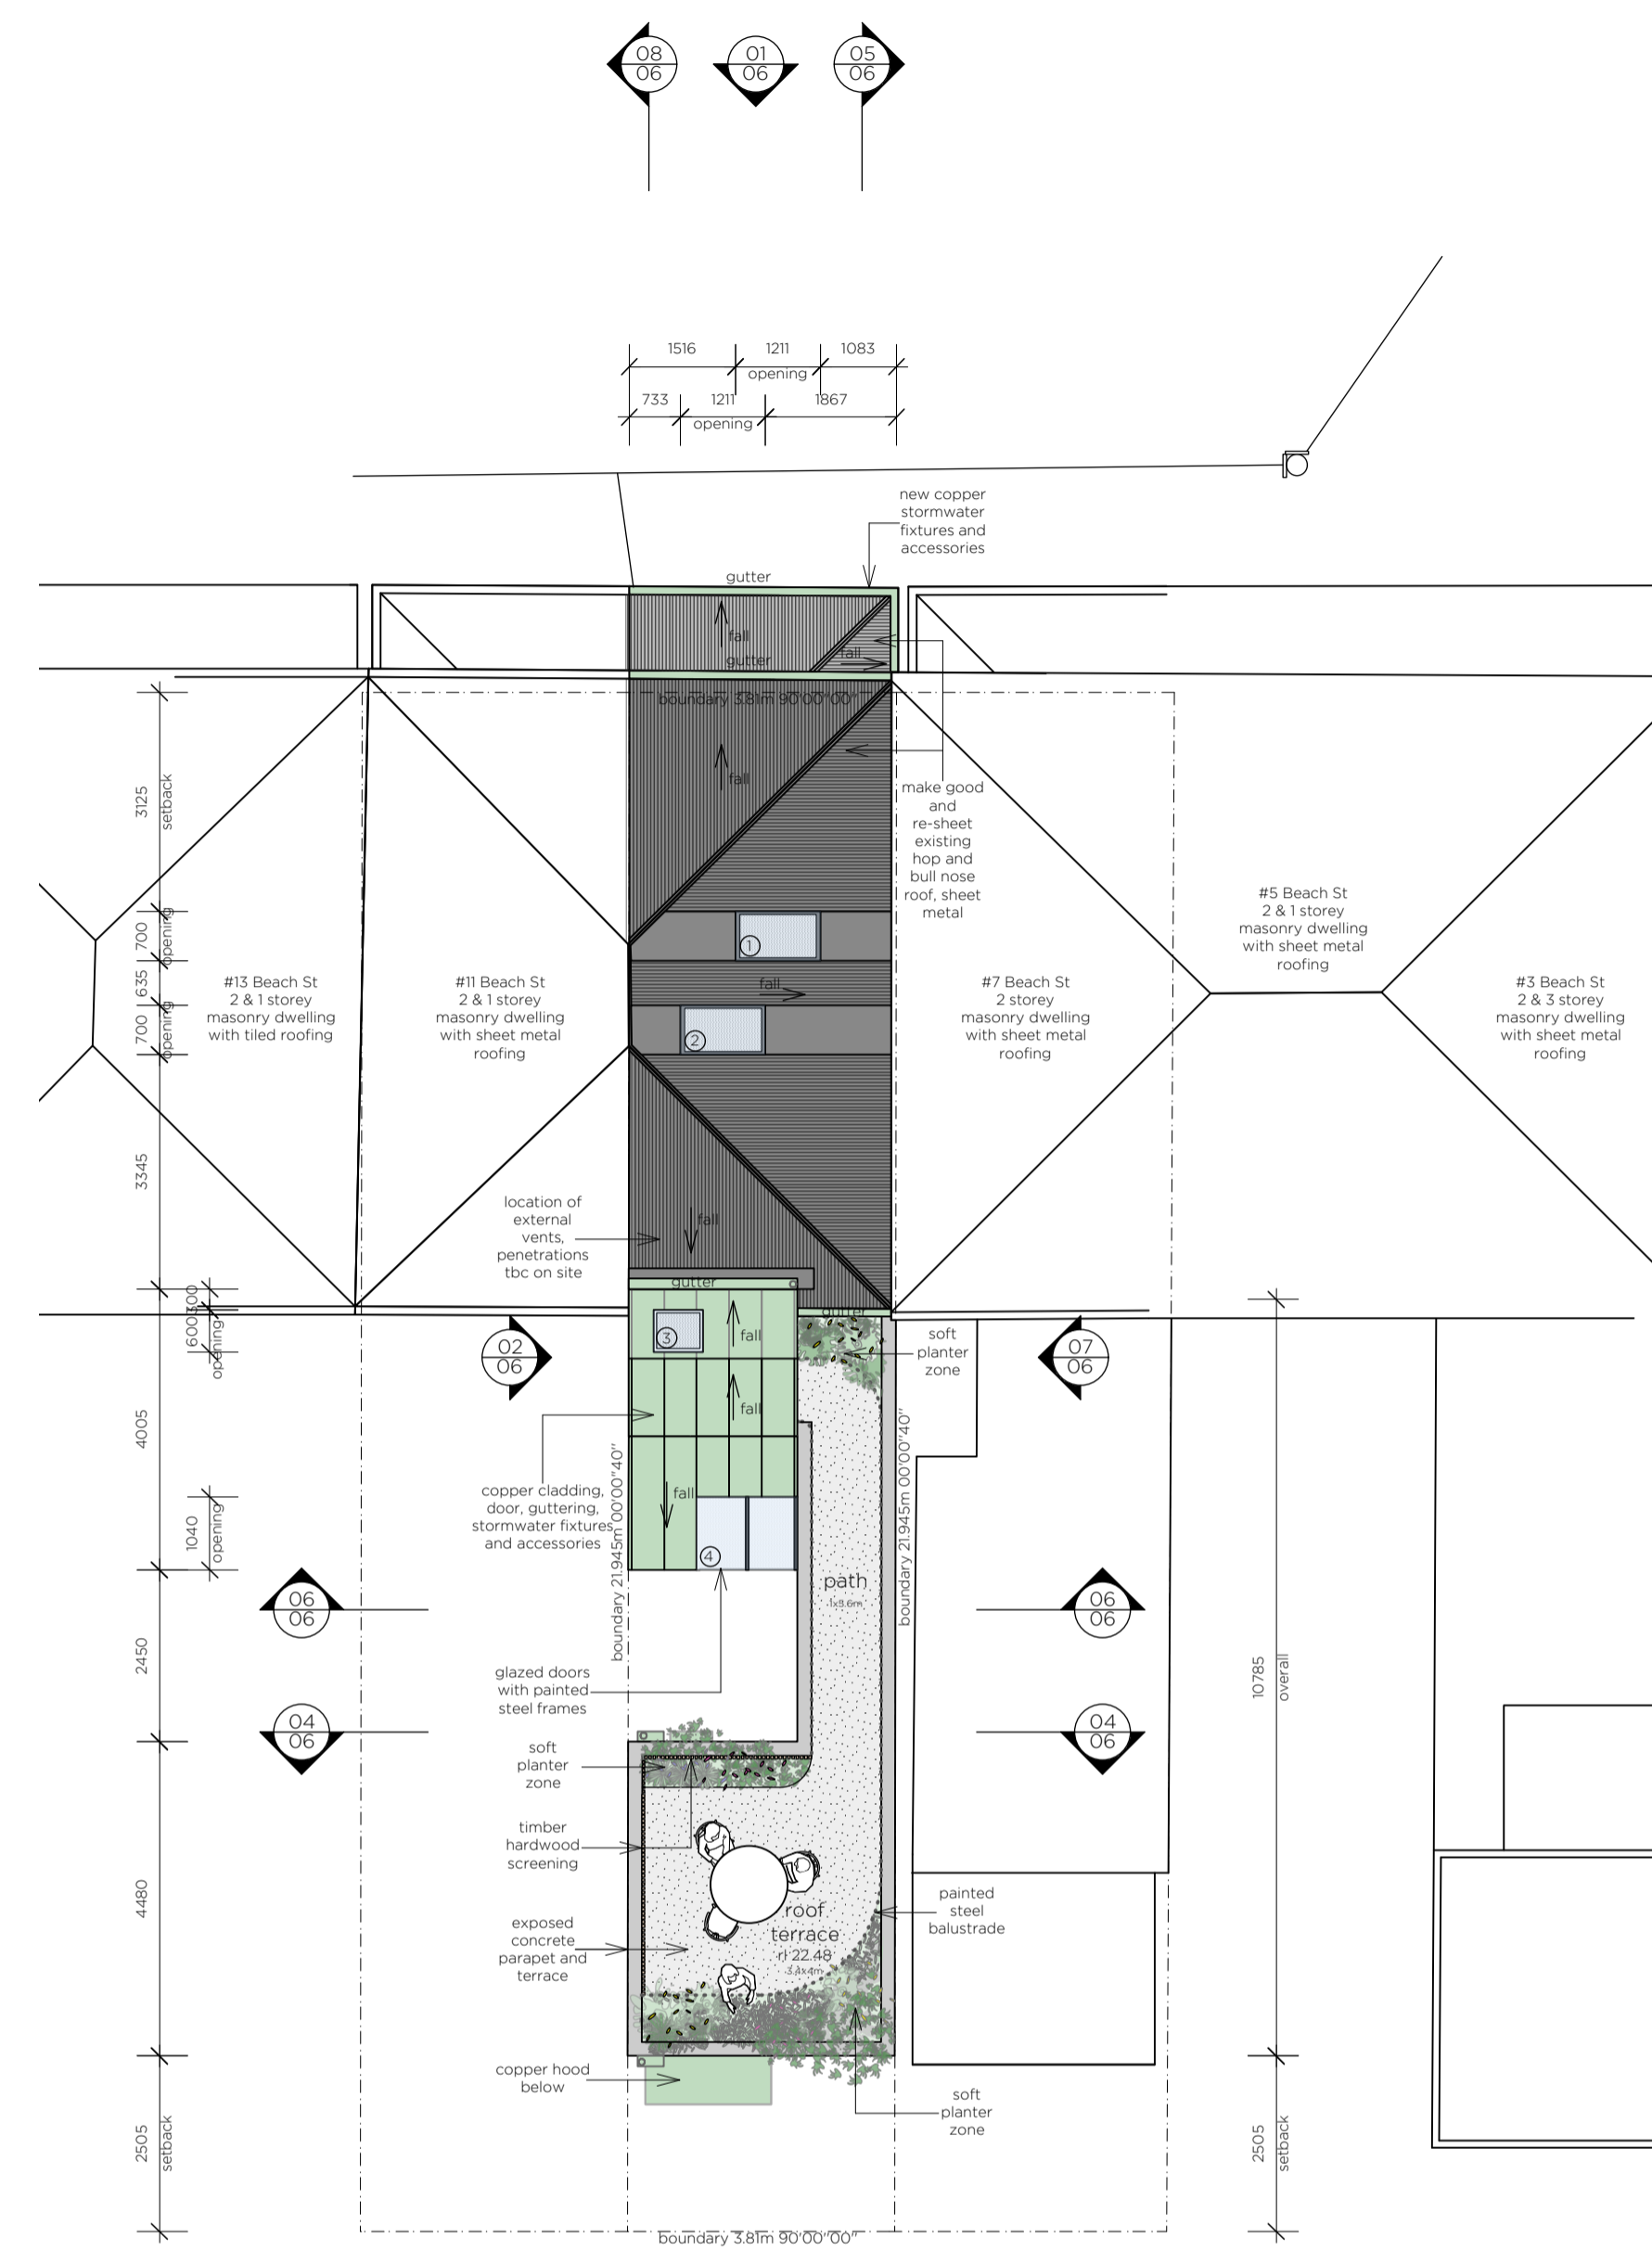 08
06
01
06
05
06
1516
1211
1083
opening
733
1211
1867
opening
new copper
stormwater
fixtures and
accessories
gutter
fall
gutter
fall
boundary 3.81m 90'00"00"
fall
make good
and
re-sheet
existing
hop and
bull nose
roof, sheet
metal
3125
setback
700
opening
635
700
opening
3345
1
fall
2
#13 Beach St
2 & 1 storey
masonry dwelling
with tiled roofing
#11 Beach St
2 & 1 storey
masonry dwelling
with sheet metal
roofing
#7 Beach St
2 storey
masonry dwelling
with sheet metal
roofing
#5 Beach St
2 & 1 storey
masonry dwelling
with sheet metal
roofing
#3 Beach St
2 & 3 storey
masonry dwelling
with sheet metal
roofing
location of
external
vents,
penetrations
tbc on site
fall
gutter
gutter
300
600
opening
02
06
3
fall
soft
planter
zone
07
06
fall
4005
1040
opening
copper cladding,
door, guttering,
stormwater fixtures
and accessories
boundary 21.945m 00'00"40"
fall
4
boundary 21.945m 00'00"40"
path
1x9.6m
06
06
06
06
2450
glazed doors
with painted
steel frames
10785
overall
04
06
04
06
soft
planter
zone
timber
hardwood
screening
4480
exposed
concrete
parapet and
terrace
roof
terrace
rl 22.48
3.4x4m
painted
steel
balustrade
copper hood
below
soft
planter
zone
2505
setback
2505
setback
boundary 3.81m 90'00"00"